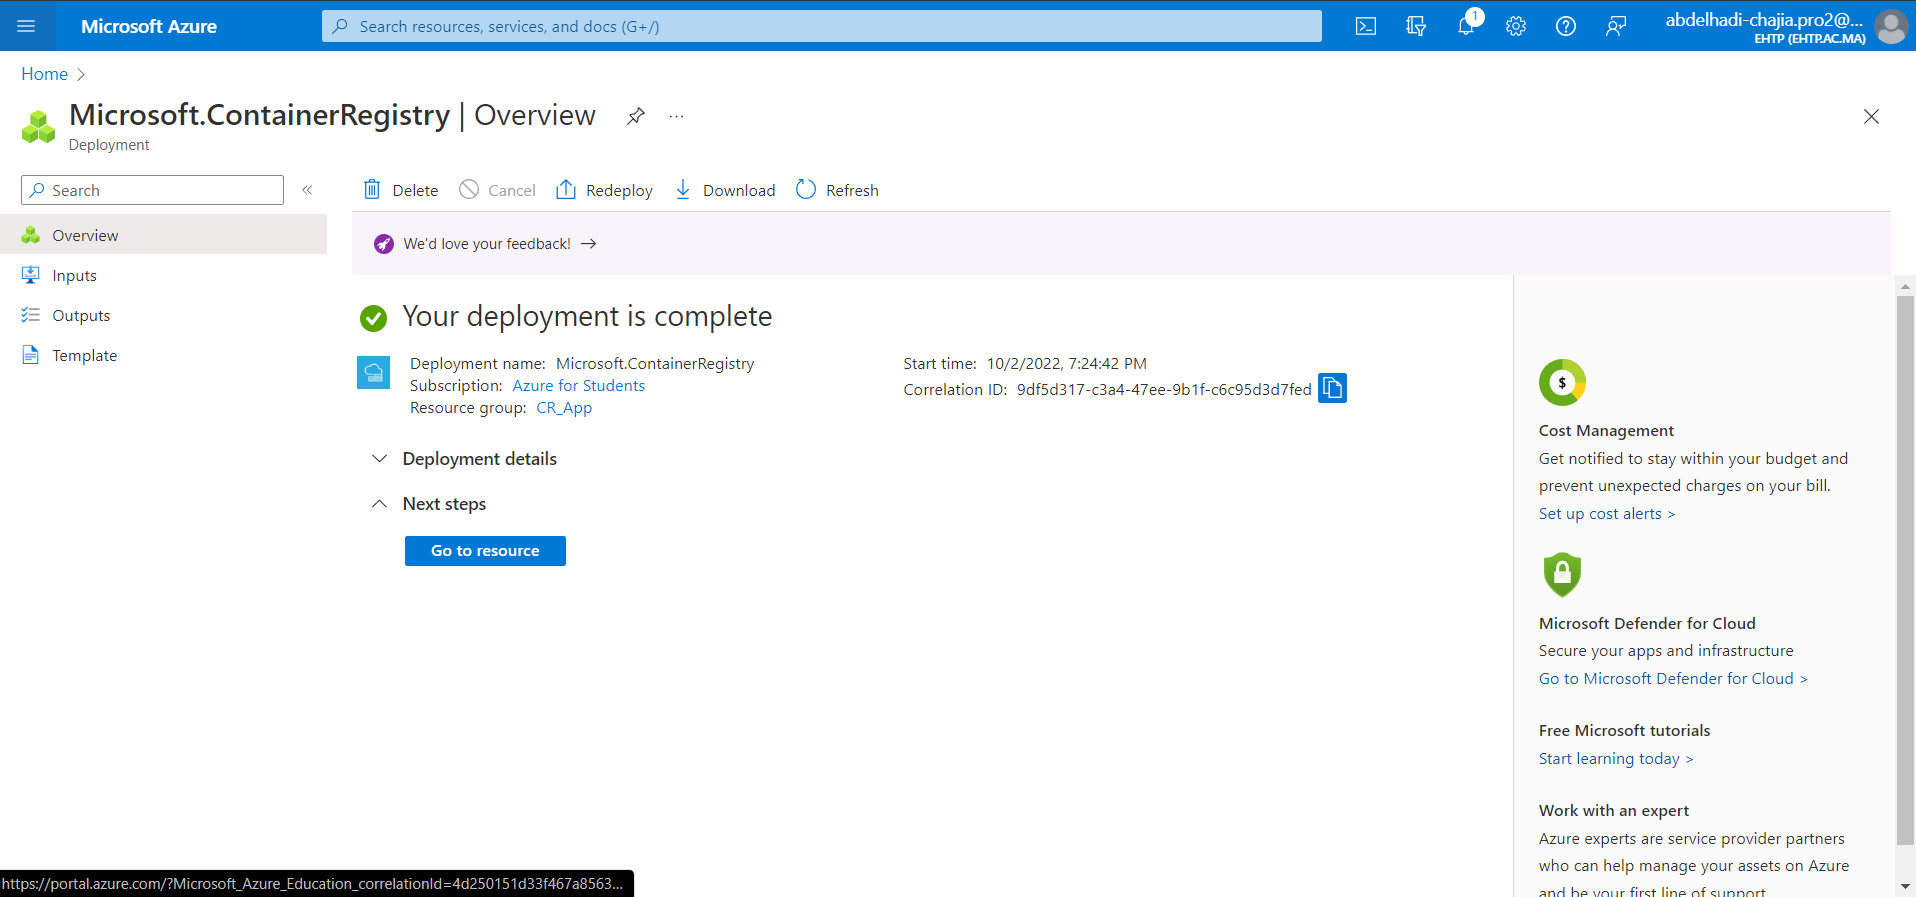 Microsoft Azure
Search resources, services, and docs (G+/)
1
abdelhadi-chajia.pro2@...
EHTP (EHTP.AC.MA)
Home
Microsoft.ContainerRegistry | Overview
...
Deployment
Search
«
Delete
Cancel
Redeploy
Download
Refresh
Overview
Inputs
Outputs
Template
We'd love your feedback! →
Your deployment is complete
Deployment name: Microsoft.ContainerRegistry
Subscription: Azure for Students
Resource group: CR_App
Start time: 10/2/2022, 7:24:42 PM
Correlation ID: 9df5d317-c3a4-47ee-9b1f-c6c95d3d7fed
Deployment details
Next steps
Go to resource
$
Cost Management
Get notified to stay within your budget and
prevent unexpected charges on your bill.
Set up cost alerts >
Microsoft Defender for Cloud
Secure your apps and infrastructure
Go to Microsoft Defender for Cloud >
Free Microsoft tutorials
Start learning today >
Work with an expert
Azure experts are service provider partners
who can help manage your assets on Azure
and be your first line of support.
https://portal.azure.com/?Microsoft_Azure_Education_correlationId=4d250151d33f467a8563...